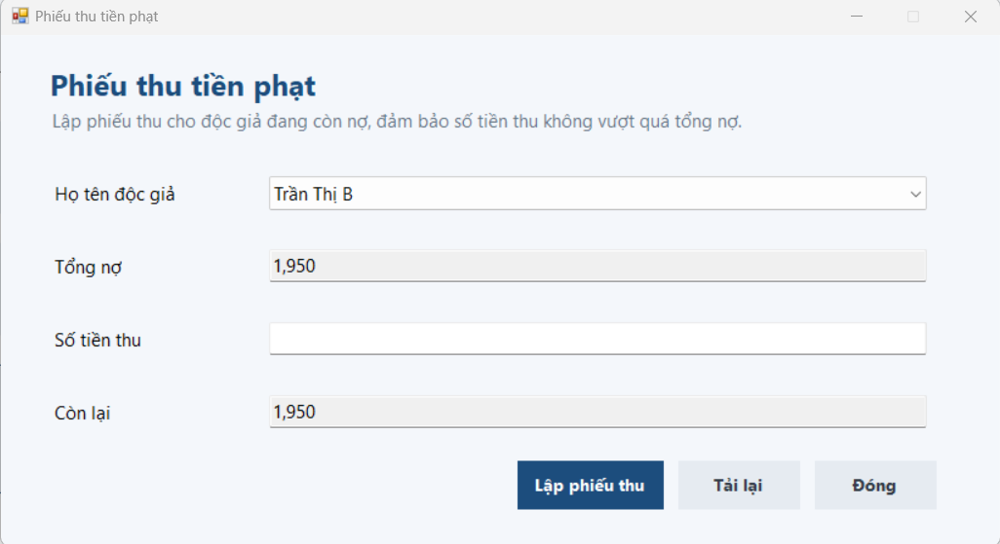 Phiếu thu tiền phạt
Phiếu thu tiền phạt
Lập phiếu thu cho độc giả đang còn nợ, đảm bảo số tiền thu không vượt quá tổng nợ.
Họ tên độc giả
Trần Thị B
Tổng nợ
1,950
Số tiền thu
Còn lại
1,950
Lập phiếu thu
Tải lại
Đóng